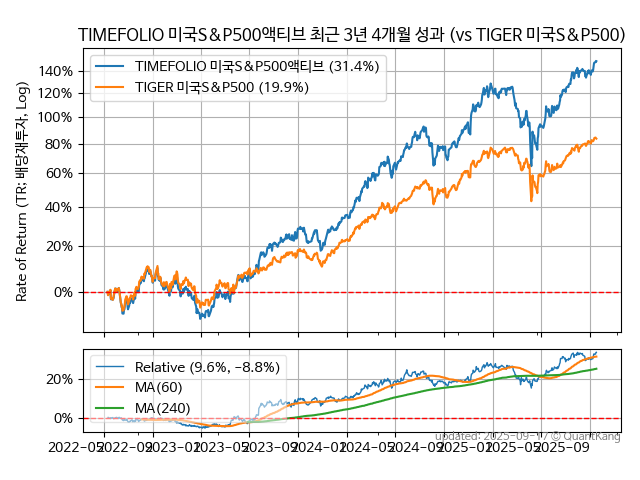 TIMEFOLIO 미국S&P500액티브 최근 3년 4개월 성과 (vs TIGER 미국S&P500)
Rate of Return (TR: 배당재투자, Log)
140%
120%
100%
80%
60%
40%
20%
0%
TIMEFOLIO 미국S&P500액티브 (31.4%)
TIGER 미국S&P500 (19.9%)
20%
0%
Relative (9.6%, -8.8%)
MA(60)
MA(240)
2022-05 2022-09 2023-01 2023-05 2023-09 2024-01 2024-05 2024-09 2025-01 2025-05 2025-09
updated: 2025-09-17 © QuantKang